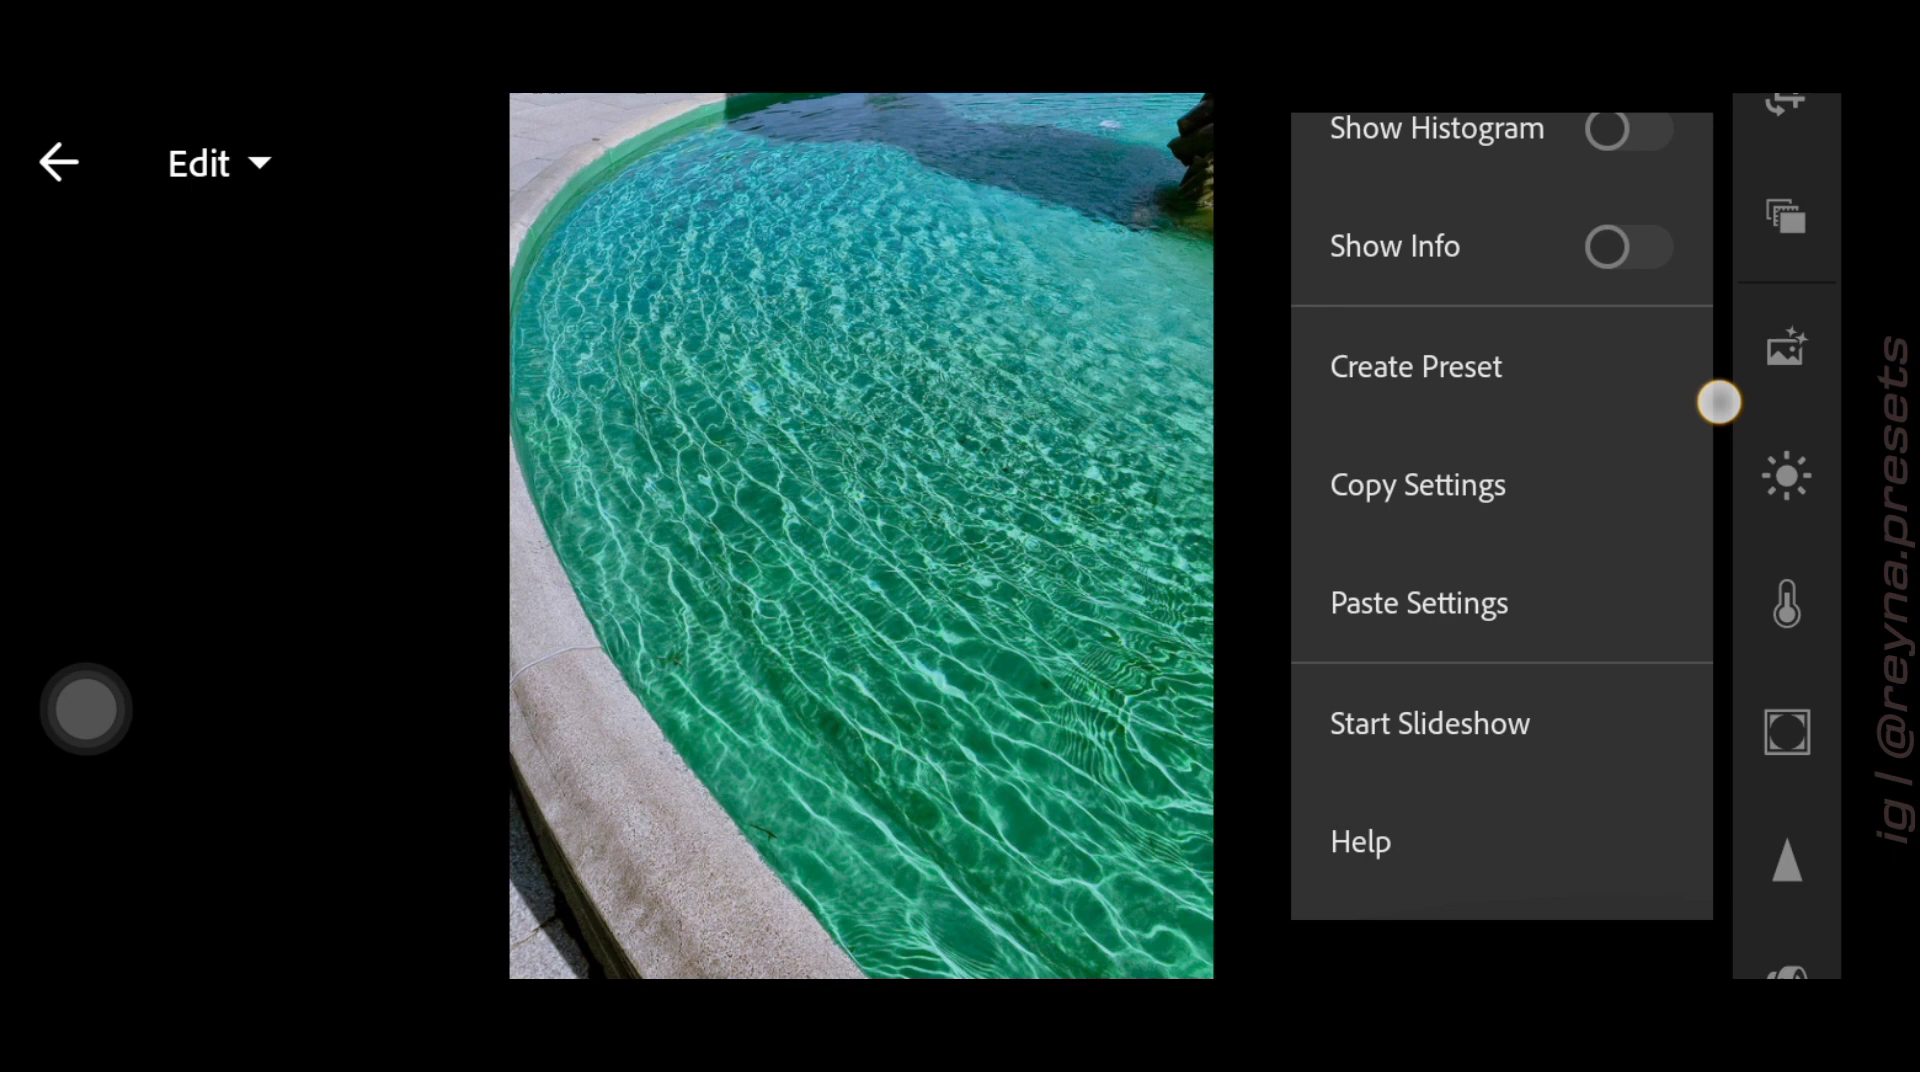 Edit
Show Histogram
Show Info
Create Preset
Copy Settings
Paste Settings
Start Slideshow
Help
ig | @reyna.presets